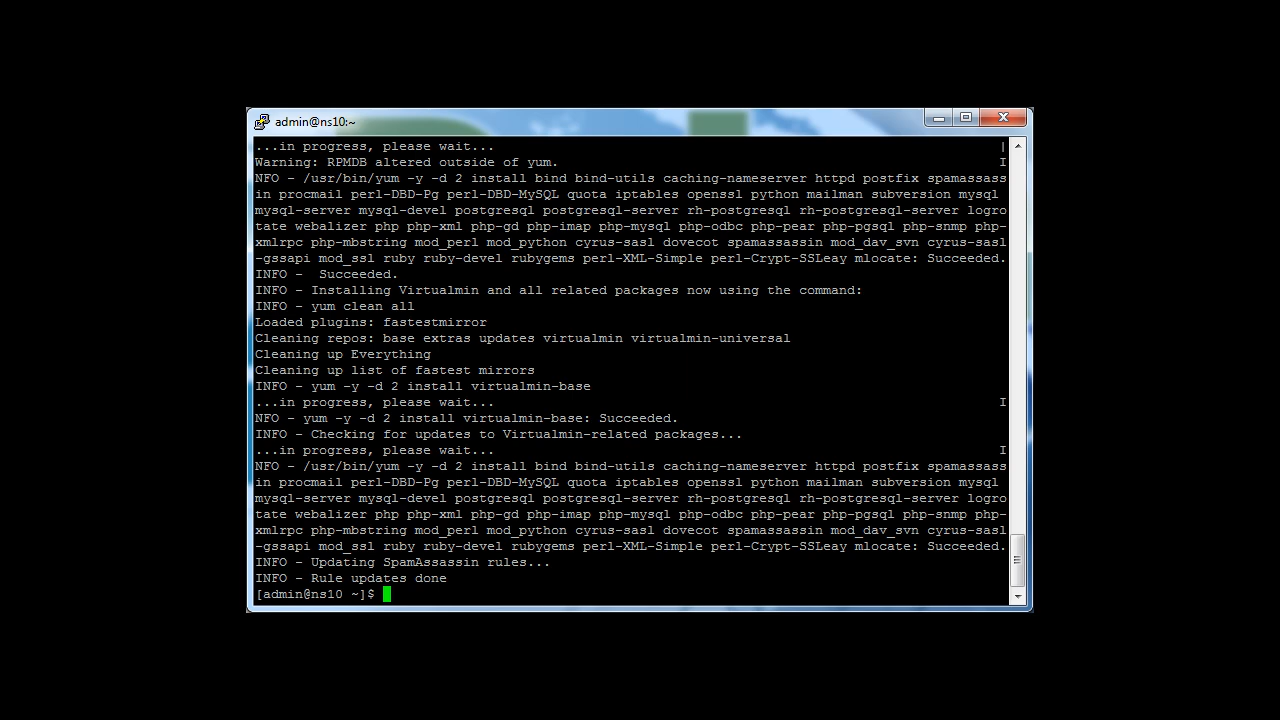 admin@ns10:~
...in progress, please wait... |
Warning: RPMDB altered outside of yum. I
NFO - /usr/bin/yum -y -d 2 install bind bind-utils caching-nameserver httpd postfix spamassass
in procmail perl-DBD-Pg perl-DBD-MySQL quota iptables openssl python mailman subversion mysql
mysql-server mysql-devel postgresql postgresql-server rh-postgresql rh-postgresql-server logro
tate webalizer php php-xml php-gd php-imap php-mysql php-odbc php-pear php-pgsql php-snmp php-
xmlrpc php-mbstring mod_perl mod_python cyrus-sasl dovecot spamassassin mod_dav_svn cyrus-sasl
-gssapi mod_ssl ruby ruby-devel rubygems perl-XML-Simple perl-Crypt-SSLeay mlocate: Succeeded.
INFO -  Succeeded.
INFO - Installing Virtualmin and all related packages now using the command:
INFO - yum clean all
Loaded plugins: fastestmirror
Cleaning repos: base extras updates virtualmin virtualmin-universal
Cleaning up Everything
Cleaning up list of fastest mirrors
INFO - yum -y -d 2 install virtualmin-base
...in progress, please wait... I
NFO - yum -y -d 2 install virtualmin-base: Succeeded.
INFO - Checking for updates to Virtualmin-related packages...
...in progress, please wait... I
NFO - /usr/bin/yum -y -d 2 install bind bind-utils caching-nameserver httpd postfix spamassass
in procmail perl-DBD-Pg perl-DBD-MySQL quota iptables openssl python mailman subversion mysql
mysql-server mysql-devel postgresql postgresql-server rh-postgresql rh-postgresql-server logro
tate webalizer php php-xml php-gd php-imap php-mysql php-odbc php-pear php-pgsql php-snmp php-
xmlrpc php-mbstring mod_perl mod_python cyrus-sasl dovecot spamassassin mod_dav_svn cyrus-sasl
-gssapi mod_ssl ruby ruby-devel rubygems perl-XML-Simple perl-Crypt-SSLeay mlocate: Succeeded.
INFO - Updating SpamAssassin rules...
INFO - Rule updates done
[admin@ns10 ~]$